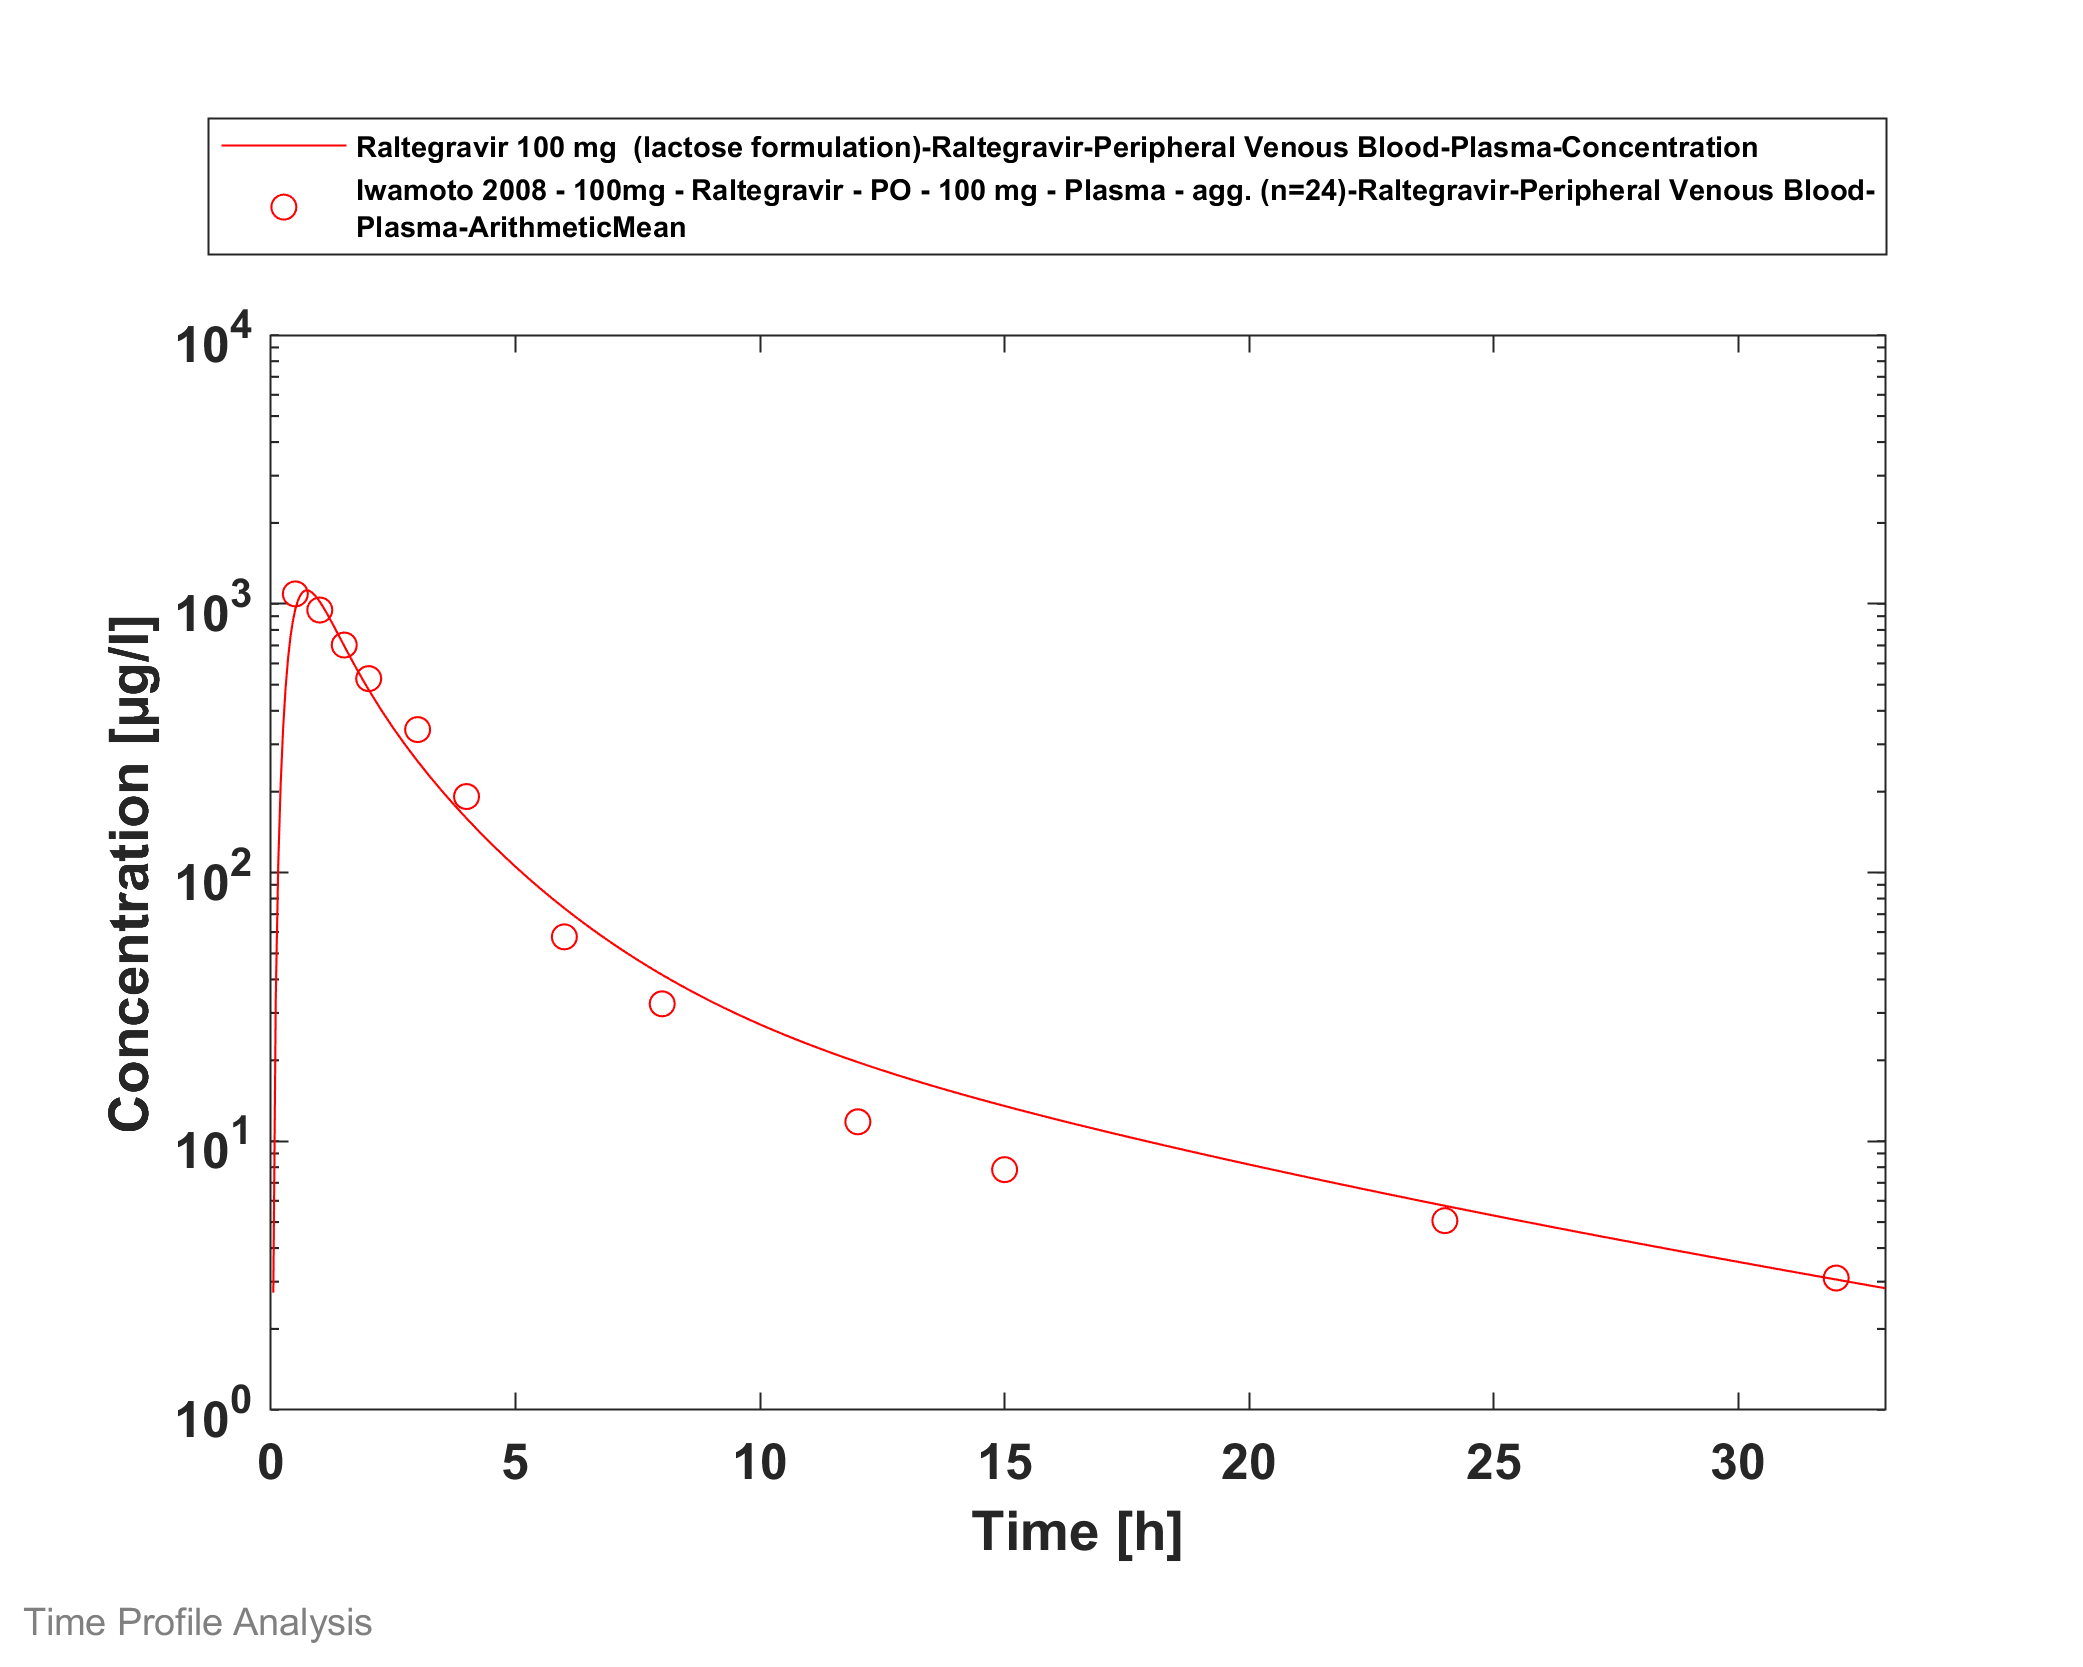 Raltegravir 100 mg  (lactose formulation)-Raltegravir-Peripheral Venous Blood-Plasma-Concentration
Iwamoto 2008 - 100mg - Raltegravir - PO - 100 mg - Plasma - agg. (n=24)-Raltegravir-Peripheral Venous Blood-
Plasma-ArithmeticMean
10^4
10^3
10^2
10^1
10^0
Concentration [µg/l]
0 5 10 15 20 25 30
Time [h]
Time Profile Analysis